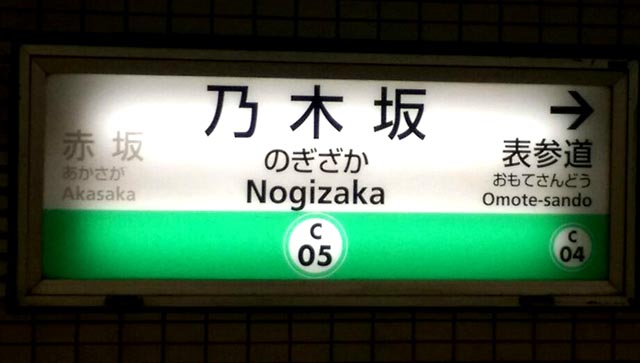 赤坂
あかさか
Akasaka
乃木坂
のぎざか
Nogizaka
C
05
→
表参道
おもてさんどう
Omote-sando
C
04